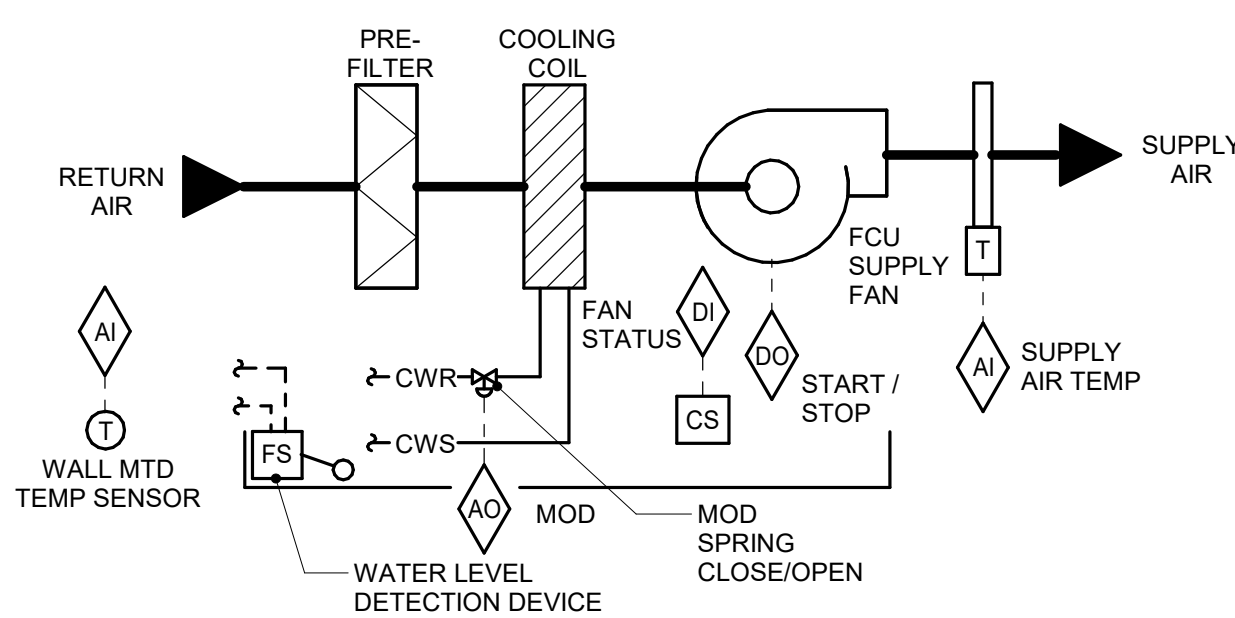 PRE-
FILTER
COOLING
COIL
RETURN
AIR
SUPPLY
AIR
FCU
SUPPLY
FAN
T
FAN
STATUS
DI
DO
START /
STOP
AI
SUPPLY
AIR TEMP
CS
AI
T
WALL MTD
TEMP SENSOR
CWR
CWS
FS
AO
MOD
MOD
SPRING
CLOSE/OPEN
WATER LEVEL
DETECTION DEVICE